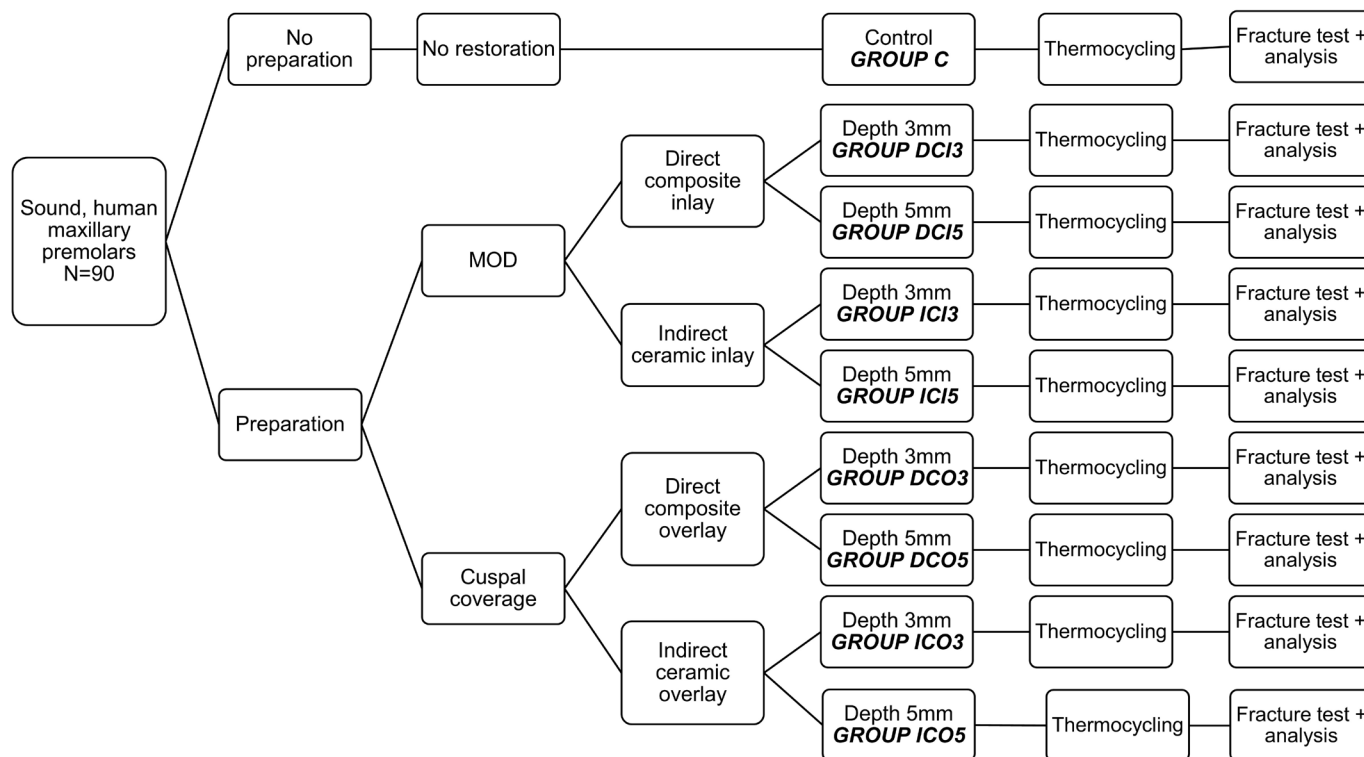 Sound, human
maxillary
premolars
N=90
No
preparation
No restoration
Control
GROUP C
Thermocycling
Fracture test +
analysis
Preparation
MOD
Direct
composite
inlay
Depth 3mm
GROUP DCI3
Thermocycling
Fracture test +
analysis
Depth 5mm
GROUP DCI5
Thermocycling
Fracture test +
analysis
Indirect
ceramic inlay
Depth 3mm
GROUP ICI3
Thermocycling
Fracture test +
analysis
Depth 5mm
GROUP ICI5
Thermocycling
Fracture test +
analysis
Cuspal
coverage
Direct
composite
overlay
Depth 3mm
GROUP DCO3
Thermocycling
Fracture test +
analysis
Depth 5mm
GROUP DCO5
Thermocycling
Fracture test +
analysis
Indirect
ceramic
overlay
Depth 3mm
GROUP ICO3
Thermocycling
Fracture test +
analysis
Depth 5mm
GROUP ICO5
Thermocycling
Fracture test +
analysis